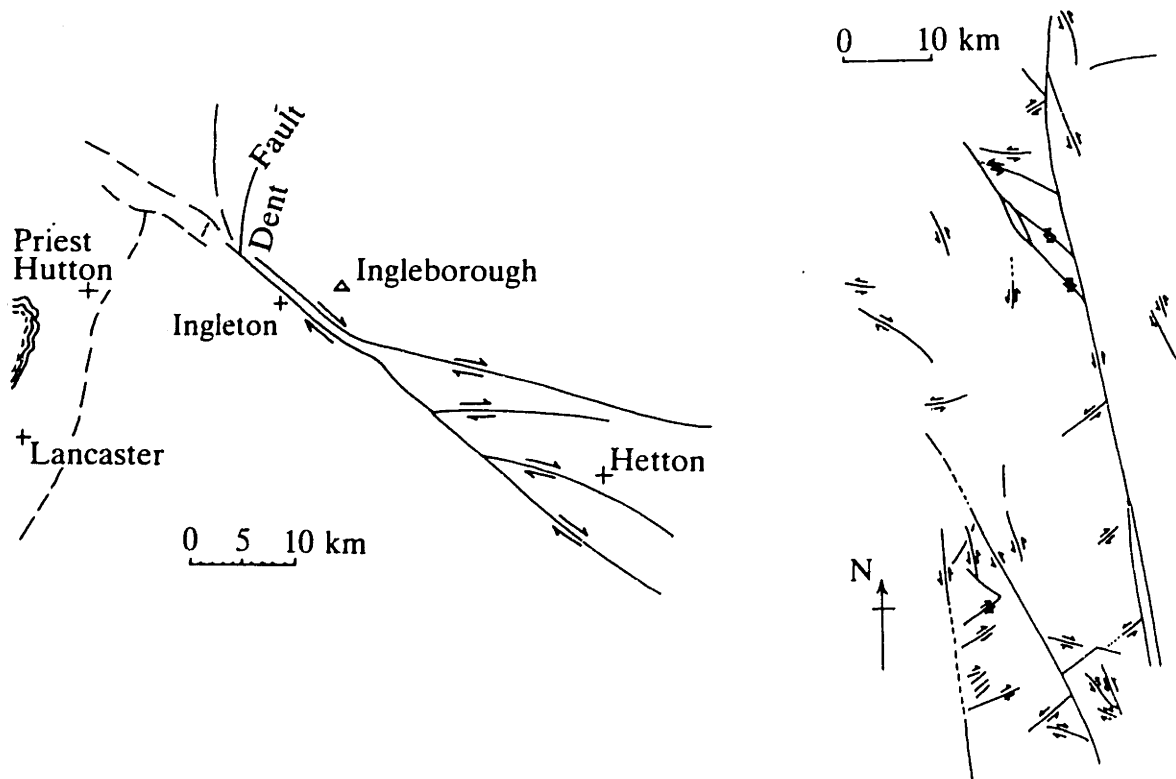 Fault
Dent
Priest
Hutton
Ingleborough
Ingleton
Lancaster
Hetton
0 5 10 km
0 10 km
N